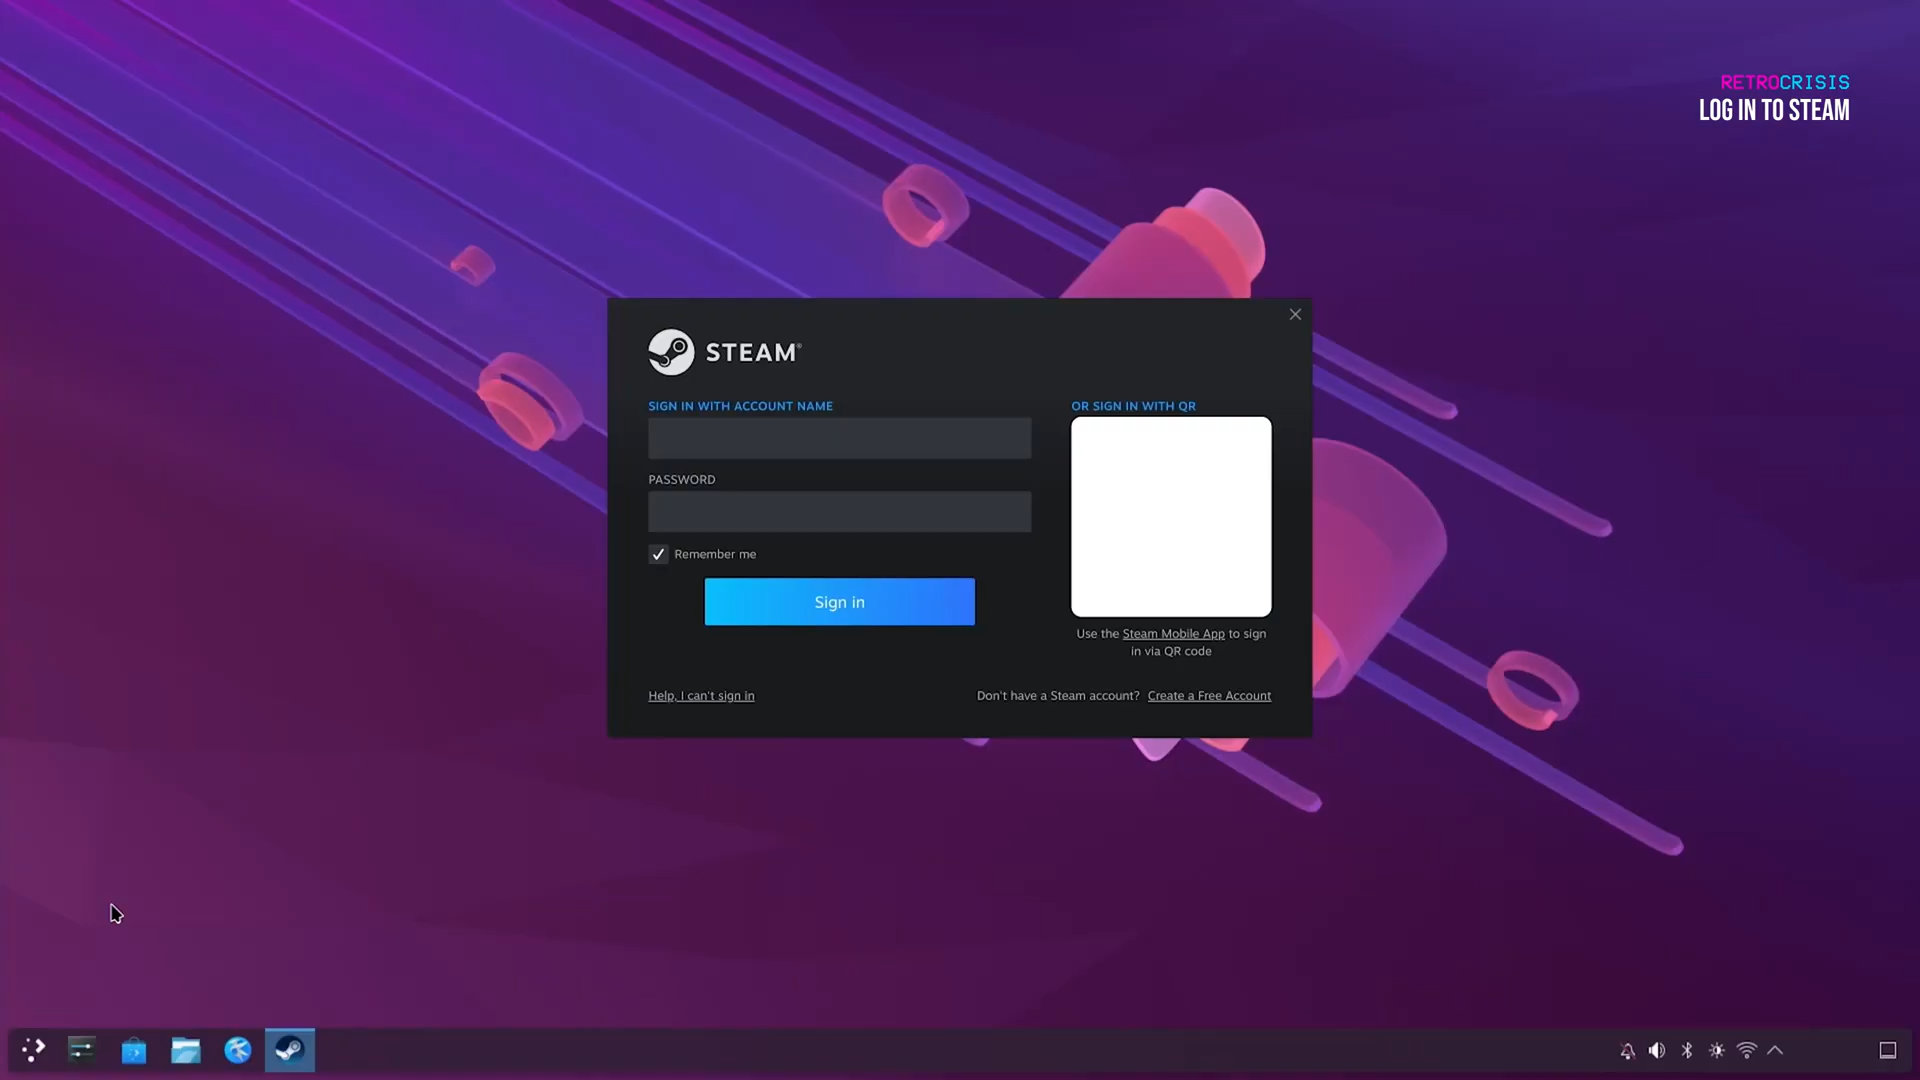 RETROCRISIS
LOG IN TO STEAM
STEAM®
SIGN IN WITH ACCOUNT NAME
OR SIGN IN WITH QR
PASSWORD
Remember me
Sign in
Use the Steam Mobile App to sign
in via QR code
Help, I can't sign in
Don't have a Steam account? Create a Free Account